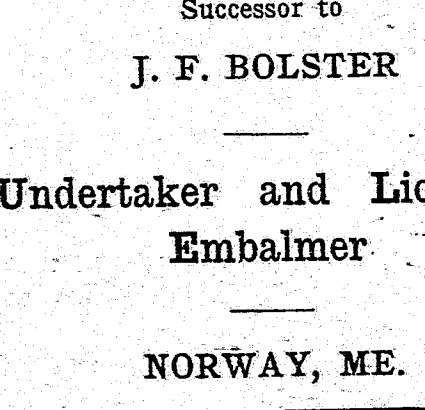 Successor to
J. F. BOLSTER
Undertaker and
Embalmer
NORWAY, ME.